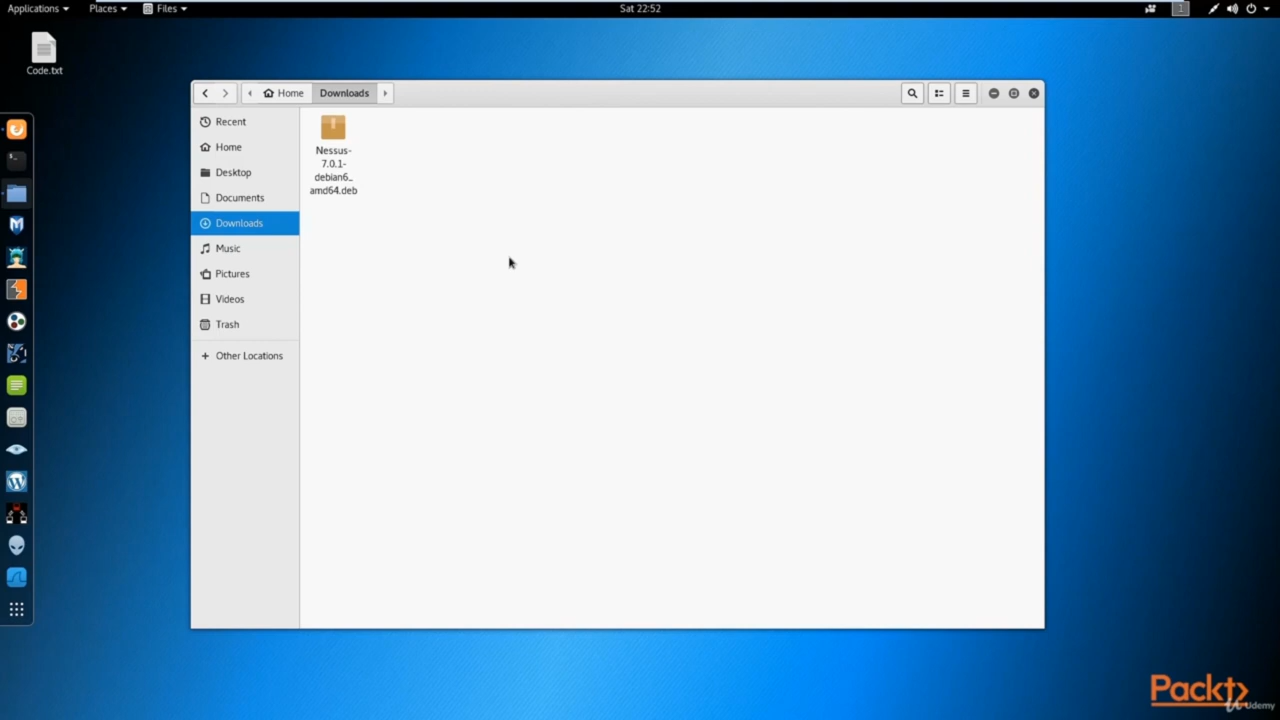 Applications Places Files Sat 22:52 1
Code.txt
Home Downloads
Recent
Home
Desktop
Documents
Downloads
Music
Pictures
Videos
Trash
Other Locations
Nessus-
7.0.1-
debian6_
amd64.deb
Packt
Udemy